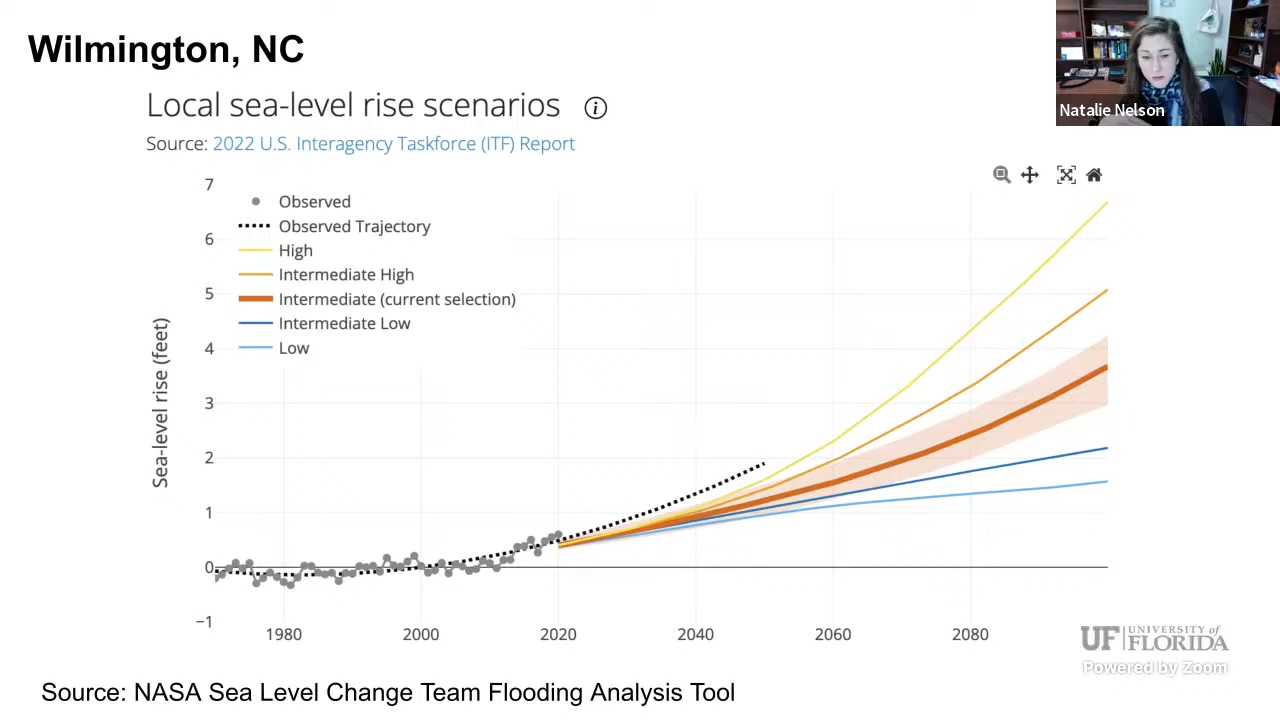 Wilmington, NC
Natalie Nelson
Local sea-level rise scenarios
Source: 2022 U.S. Interagency Taskforce (ITF) Report
7
6
5
4
3
2
1
0
−1
Sea-level rise (feet)
Observed
Observed Trajectory
High
Intermediate High
Intermediate (current selection)
Intermediate Low
Low
1980 2000 2020 2040 2060 2080
UF UNIVERSITY of
FLORIDA
Powered by Zoom
Source: NASA Sea Level Change Team Flooding Analysis Tool